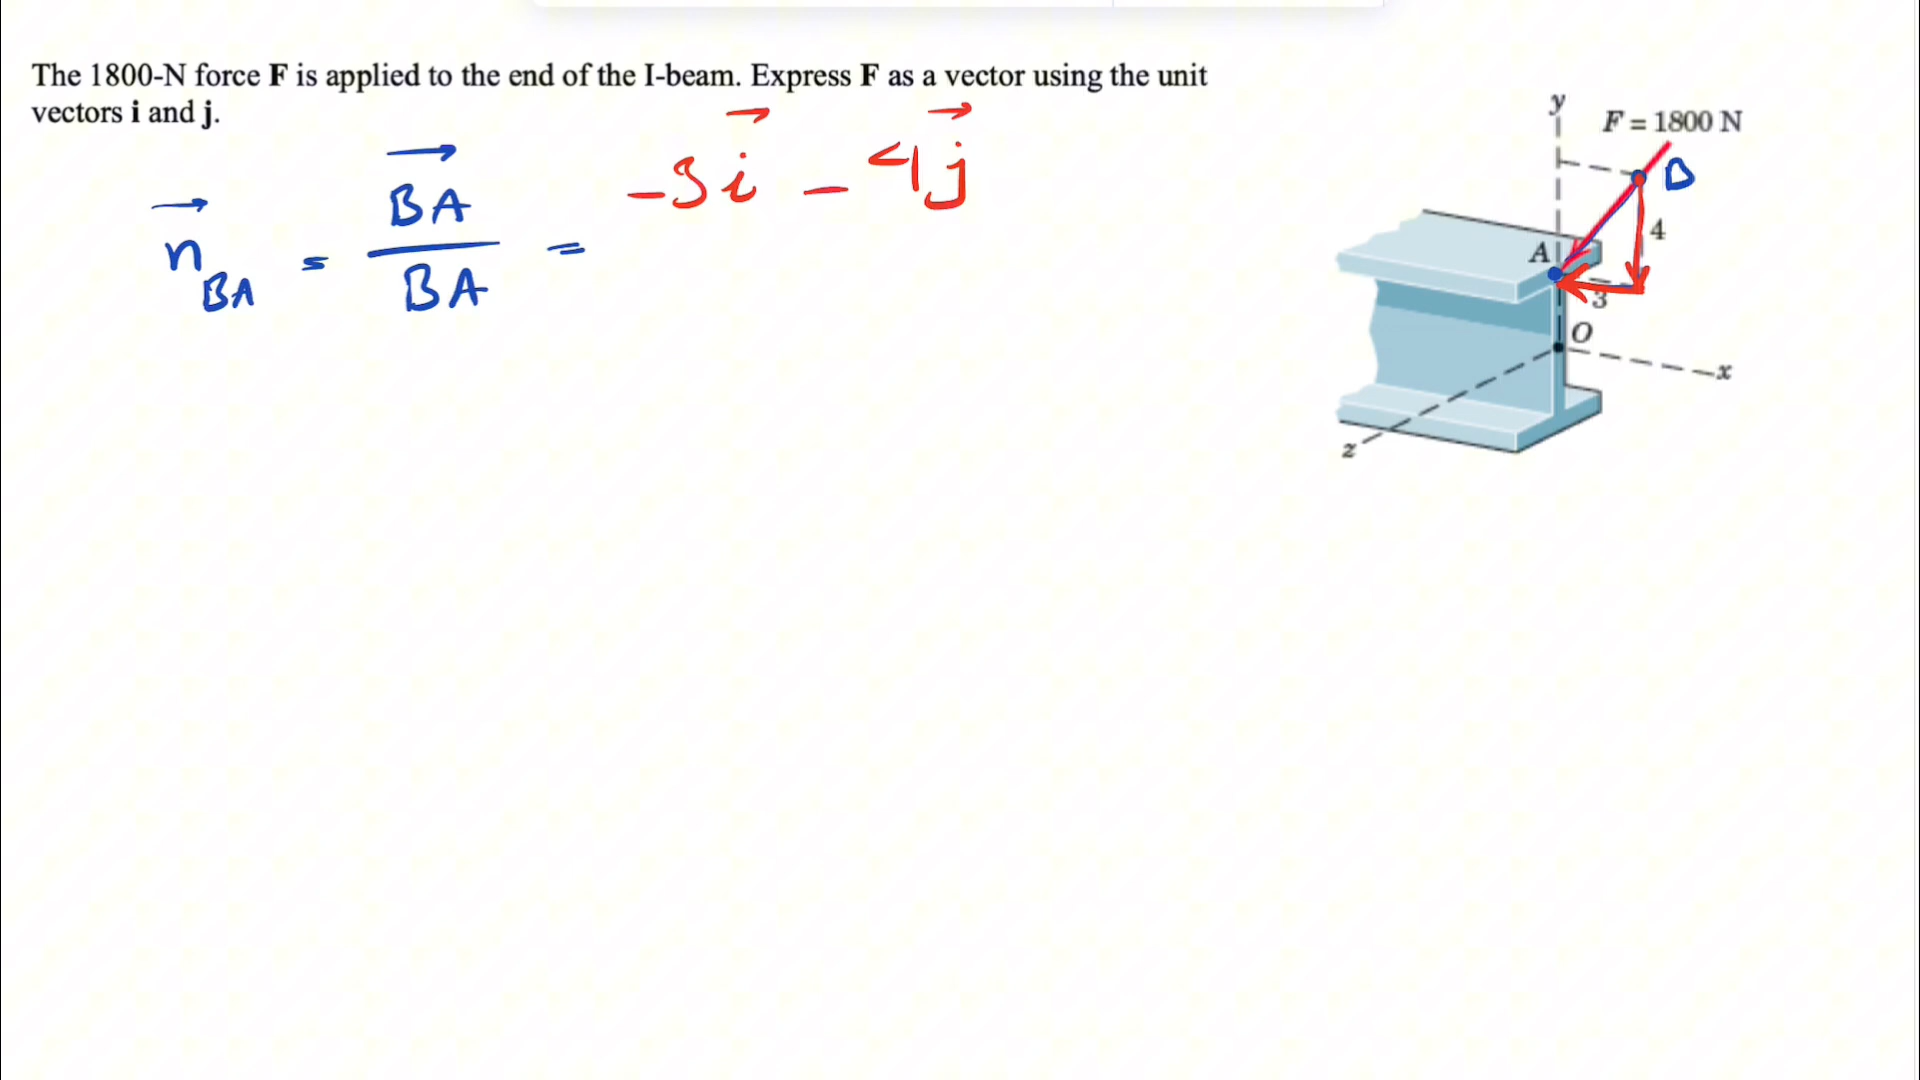 The 1800-N force F is applied to the end of the I-beam. Express F as a vector using the unit
vectors i and j.
n BA = BA / BA = -3i - 4j
y
F = 1800 N
B
4
A
3
O
x
z